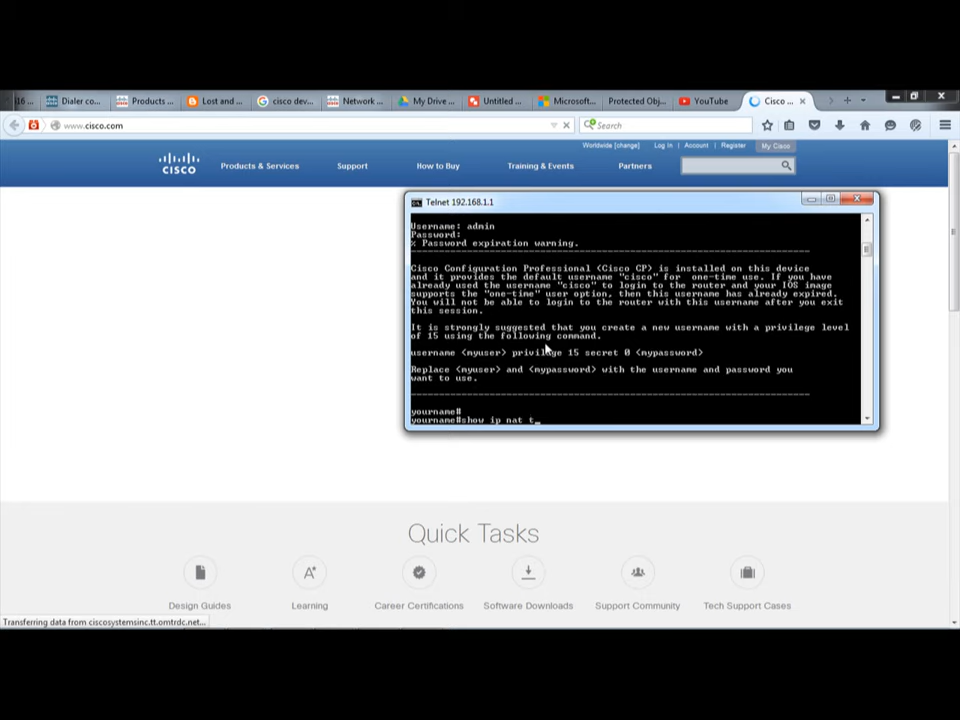 16 ...
Dialer co...
Products ...
Lost and ...
cisco dev...
Network ...
My Drive ...
Untitled ...
Microsoft...
Protected Obj...
YouTube
Cisco ...
www.cisco.com
Search
Worldwide [change]
Log In | Account | Register
My Cisco
CISCO
Products & Services
Support
How to Buy
Training & Events
Partners
Telnet 192.168.1.1
Username: admin
Password:
% Password expiration warning.
Cisco Configuration Professional (Cisco CP) is installed on this device
and it provides the default username "cisco" for  one-time use. If you have
already used the username "cisco" to login to the router and your IOS image
supports the "one-time" user option, then this username has already expired.
You will not be able to login to the router with this username after you exit
this session.
It is strongly suggested that you create a new username with a privilege level
of 15 using the following command.
username <myuser> privilege 15 secret 0 <mypassword>
Replace <myuser> and <mypassword> with the username and password you
want to use.
yourname#
yourname#show ip nat t_
Quick Tasks
Design Guides
A+
Learning
Career Certifications
Software Downloads
Support Community
Tech Support Cases
Transferring data from ciscosystemsinc.tt.omtrdc.net...